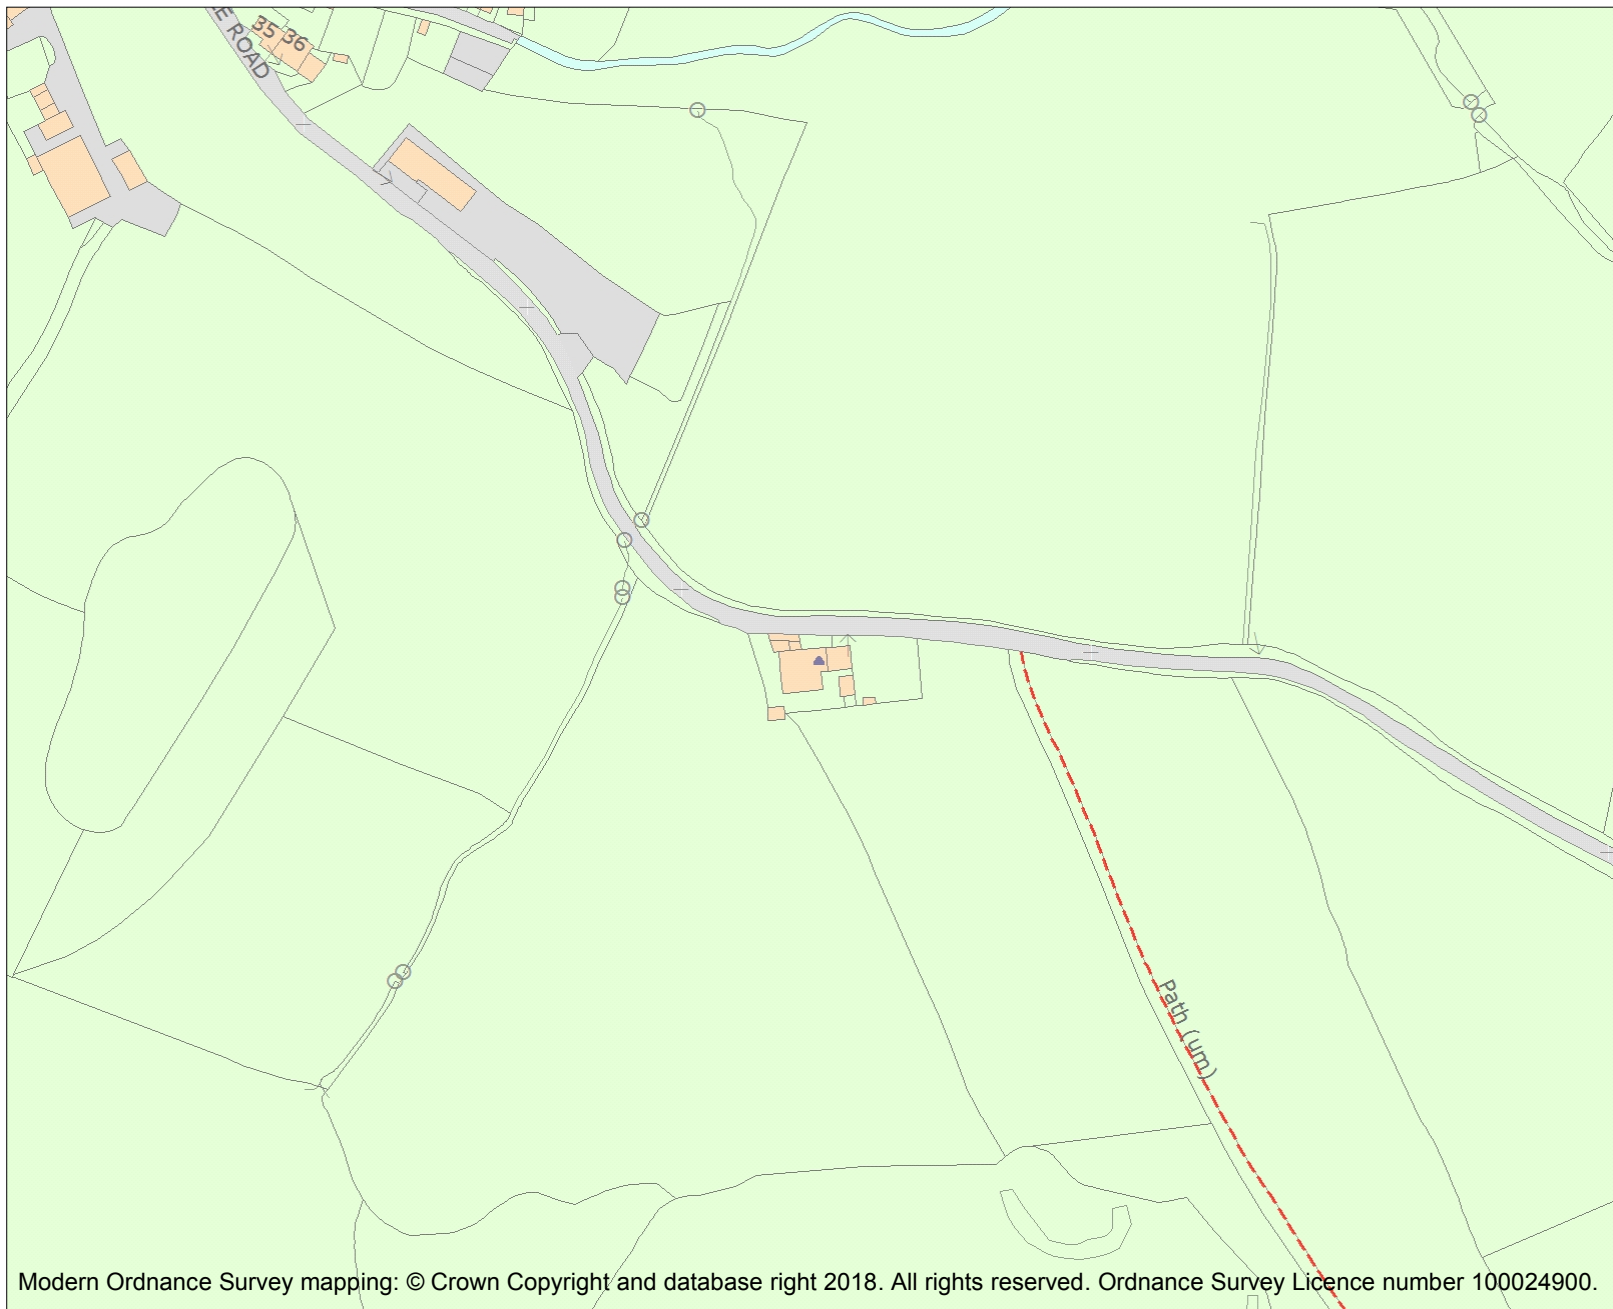 35 36
ROAD
Path (um)
Modern Ordnance Survey mapping: © Crown Copyright and database right 2018. All rights reserved. Ordnance Survey Licence number 100024900.